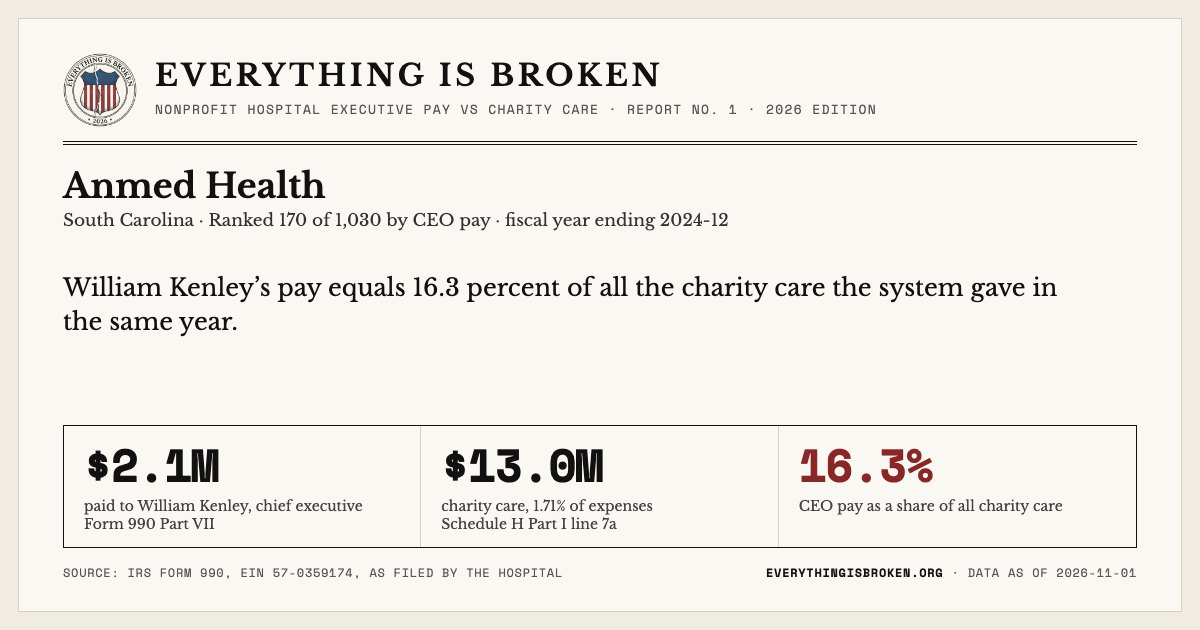 EVERYTHING IS BROKEN
2026
EVERYTHING IS BROKEN
NONPROFIT HOSPITAL EXECUTIVE PAY VS CHARITY CARE · REPORT NO. 1 · 2026 EDITION
Anmed Health
South Carolina · Ranked 170 of 1,030 by CEO pay · fiscal year ending 2024-12
William Kenley’s pay equals 16.3 percent of all the charity care the system gave in
the same year.
$2.1M
paid to William Kenley, chief executive
Form 990 Part VII
$13.0M
charity care, 1.71% of expenses
Schedule H Part I line 7a
16.3%
CEO pay as a share of all charity care
SOURCE: IRS FORM 990, EIN 57-0359174, AS FILED BY THE HOSPITAL
EVERYTHINGISBROKEN.ORG · DATA AS OF 2026-11-01